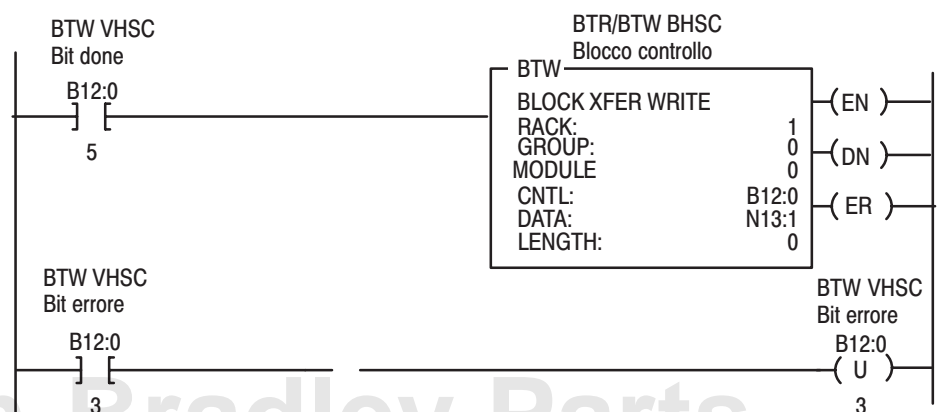 BTW VHSC
Bit done
B12:0
5
BTR/BTW BHSC
Blocco controllo
BTW
BLOCK XFER WRITE
RACK: 1
GROUP: 0
MODULE 0
CNTL: B12:0
DATA: N13:1
LENGTH: 0
EN
DN
ER
BTW VHSC
Bit errore
B12:0
3
BTW VHSC
Bit errore
B12:0
U
3
Bradley Parts